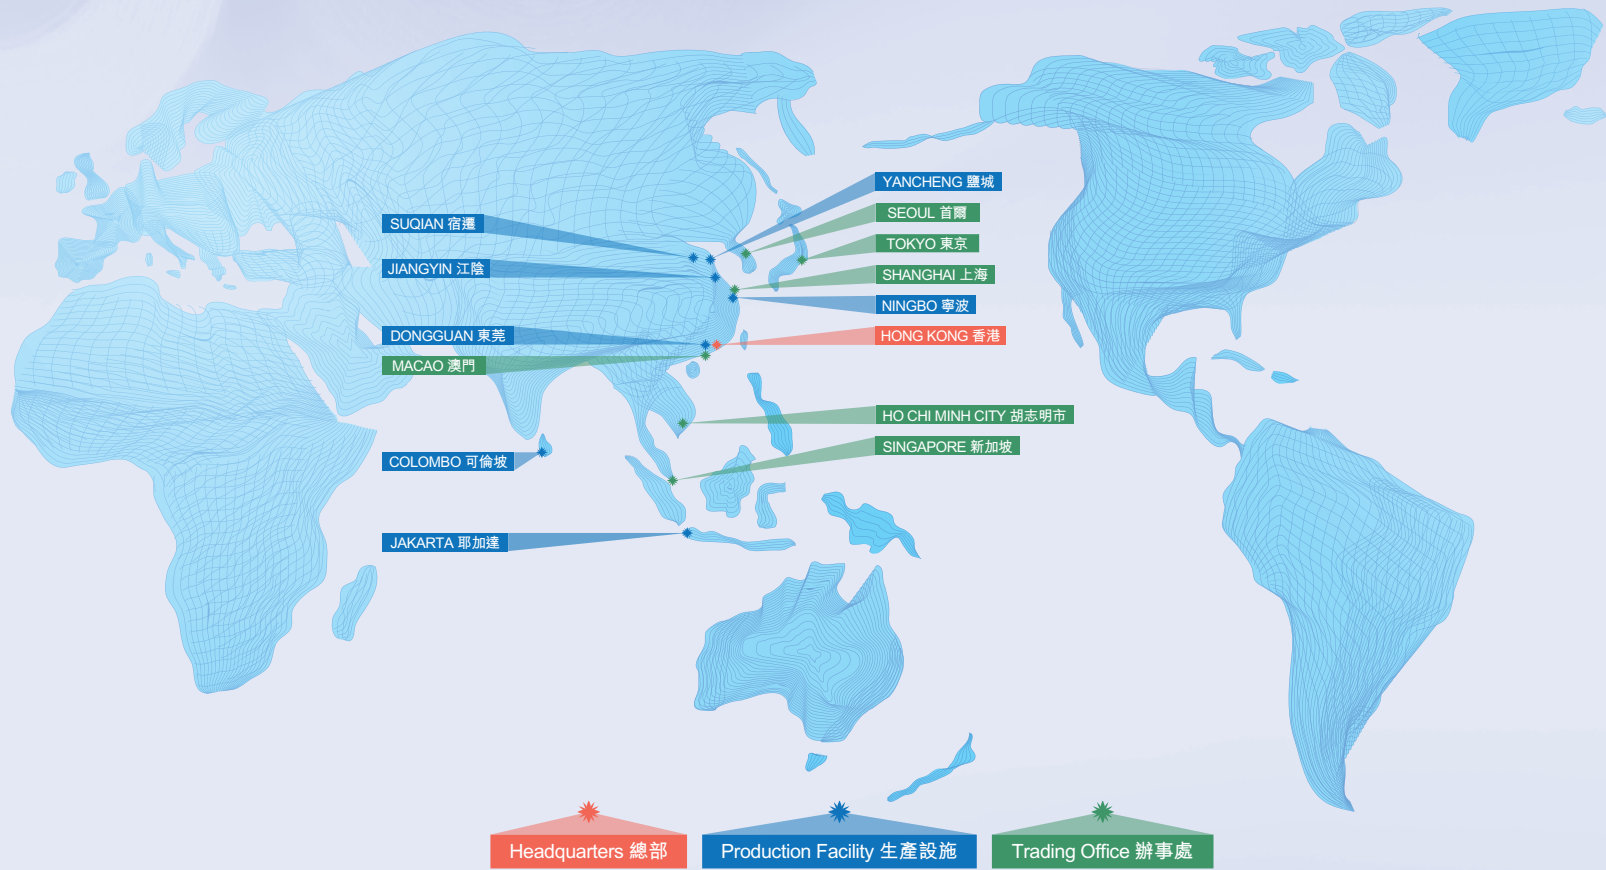 SUQIAN 宿遷
JIANGYIN 江陰
DONGGUAN 東莞
MACAO 澳門
COLOMBO 可倫坡
JAKARTA 耶加達
YANCHENG 鹽城
SEOUL 首爾
TOKYO 東京
SHANGHAI 上海
NINGBO 寧波
HONG KONG 香港
HO CHI MINH CITY 胡志明市
SINGAPORE 新加坡
Headquarters 總部
Production Facility 生產設施
Trading Office 辦事處